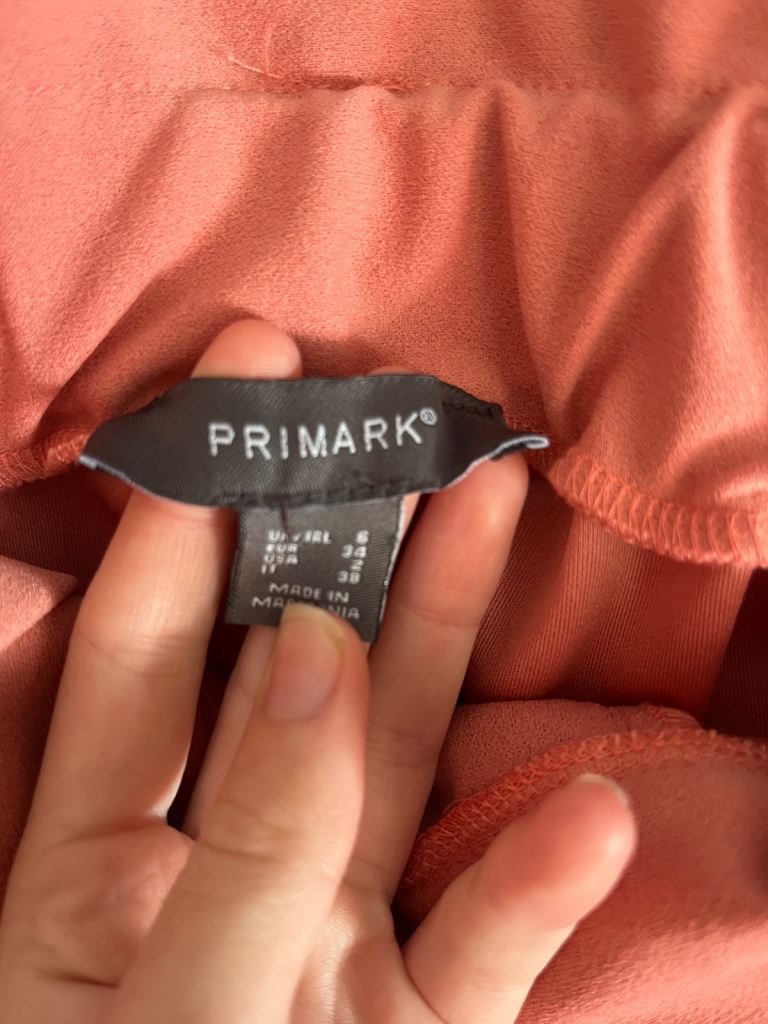 PRIMARK®
UK/IRL 6
EUR 34
USA 2
IT 38
MADE IN